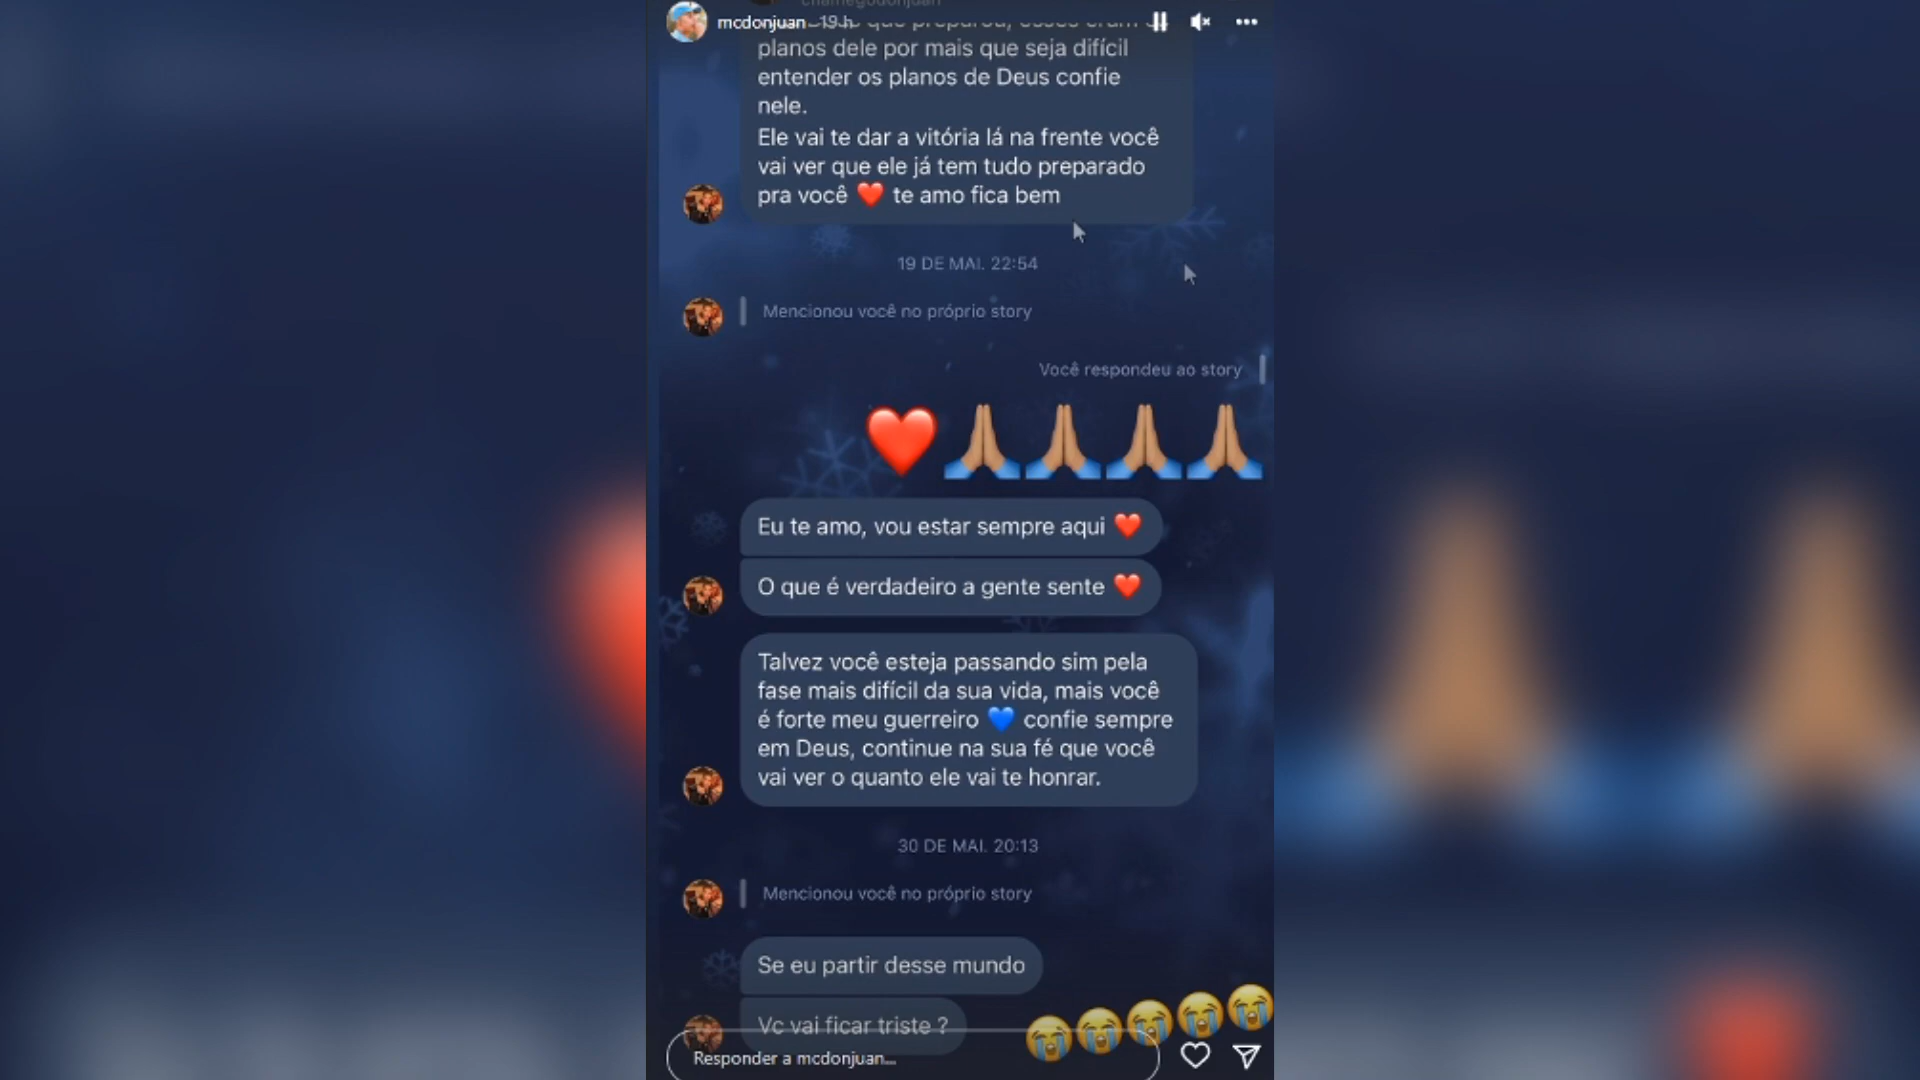 chamegodonjuan
mcdonjuan 19 h
que preparou, esses eram
planos dele por mais que seja difícil
entender os planos de Deus confie
nele.
Ele vai te dar a vitória lá na frente você
vai ver que ele já tem tudo preparado
pra você ❤️ te amo fica bem
19 DE MAI. 22:54
Mencionou você no próprio story
Você respondeu ao story
❤️🙏🏽🙏🏽🙏🏽🙏🏽
Eu te amo, vou estar sempre aqui ❤️
O que é verdadeiro a gente sente ❤️
Talvez você esteja passando sim pela
fase mais difícil da sua vida, mais você
é forte meu guerreiro 💙 confie sempre
em Deus, continue na sua fé que você
vai ver o quanto ele vai te honrar.
30 DE MAI. 20:13
Mencionou você no próprio story
Se eu partir desse mundo
Vc vai ficar triste ?
😭😭😭😭😭
Responder a mcdonjuan...